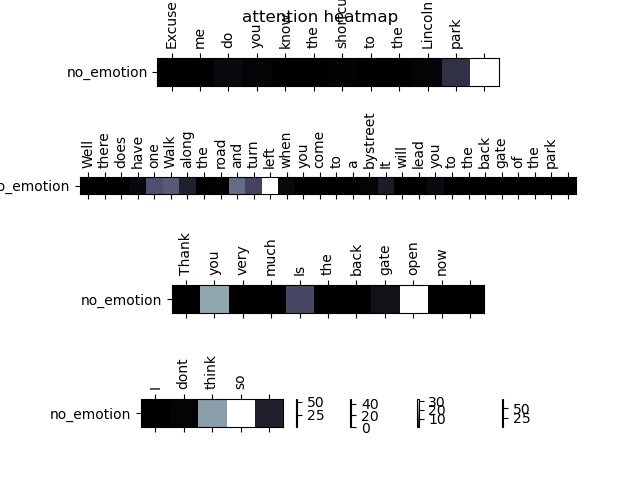 attention heatmap
Excuse me do you know the shortcu to the Lincoln park
no_emotion
Well there does have one Walk along the road and turn left when you come to a bystreet It will lead you to the back gate of the park
o_emotion
Thank you very much Is the back gate open now
no_emotion
I dont think so
no_emotion
50 25
40 20 0
30 20 10
50 25